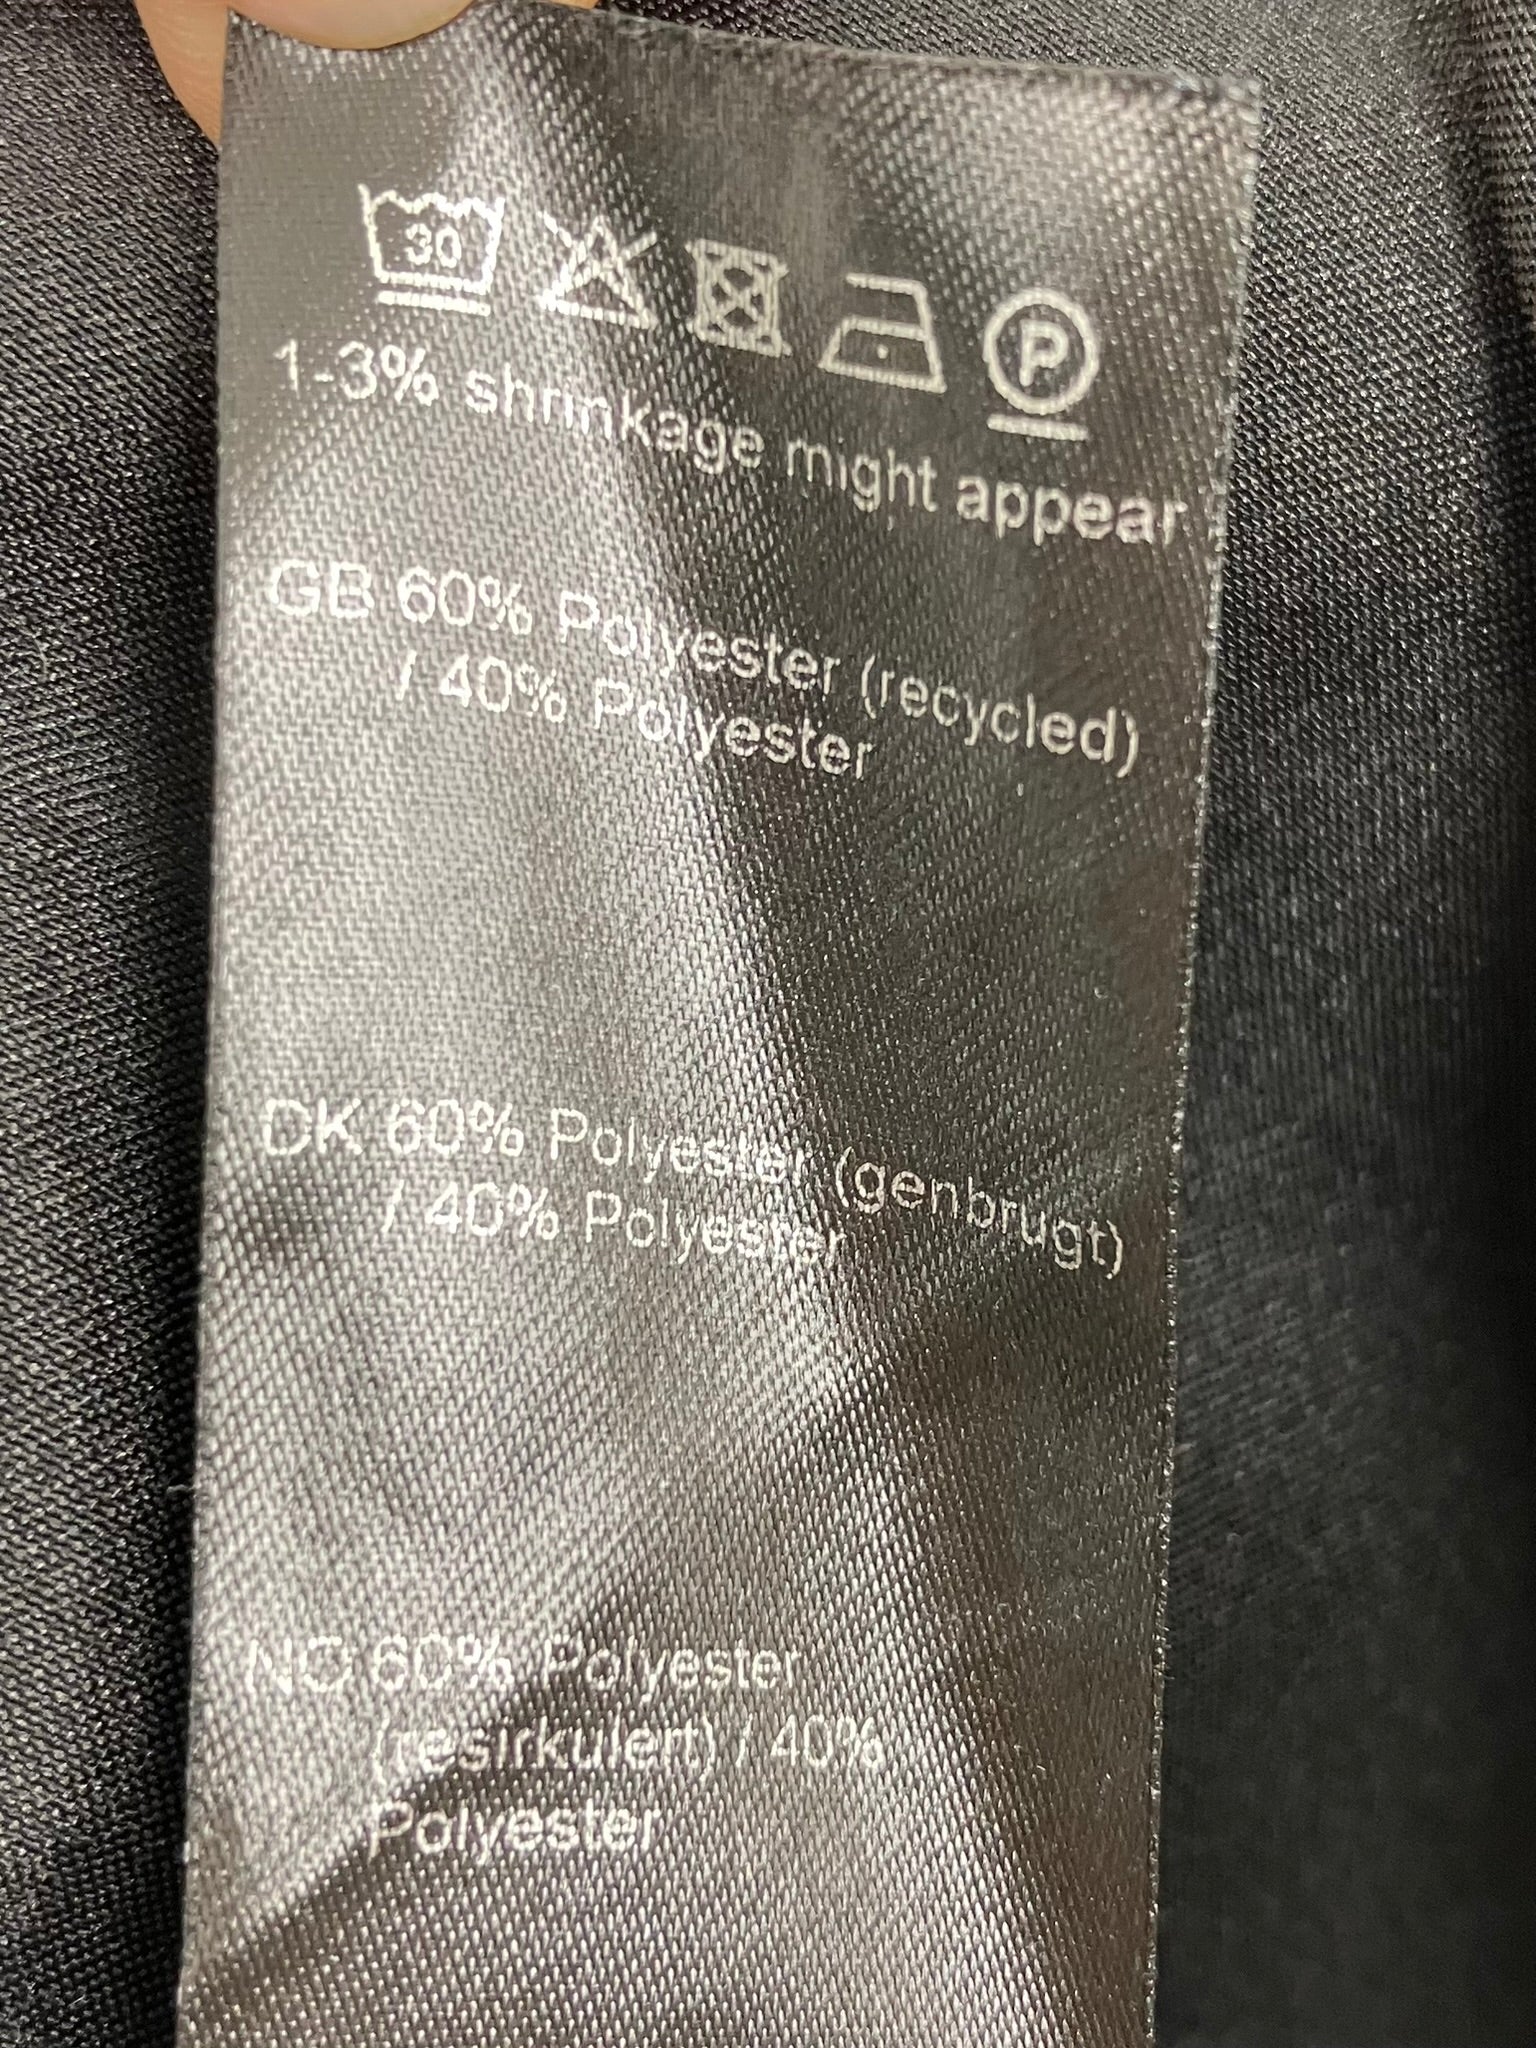 30
P
1-3% shrinkage might appear
GB 60% Polyester (recycled)
/ 40% Polyester
DK 60% Polyester (genbrugt)
/ 40% Polyester
NO 60% Polyester
(resirkulert) / 40%
Polyester